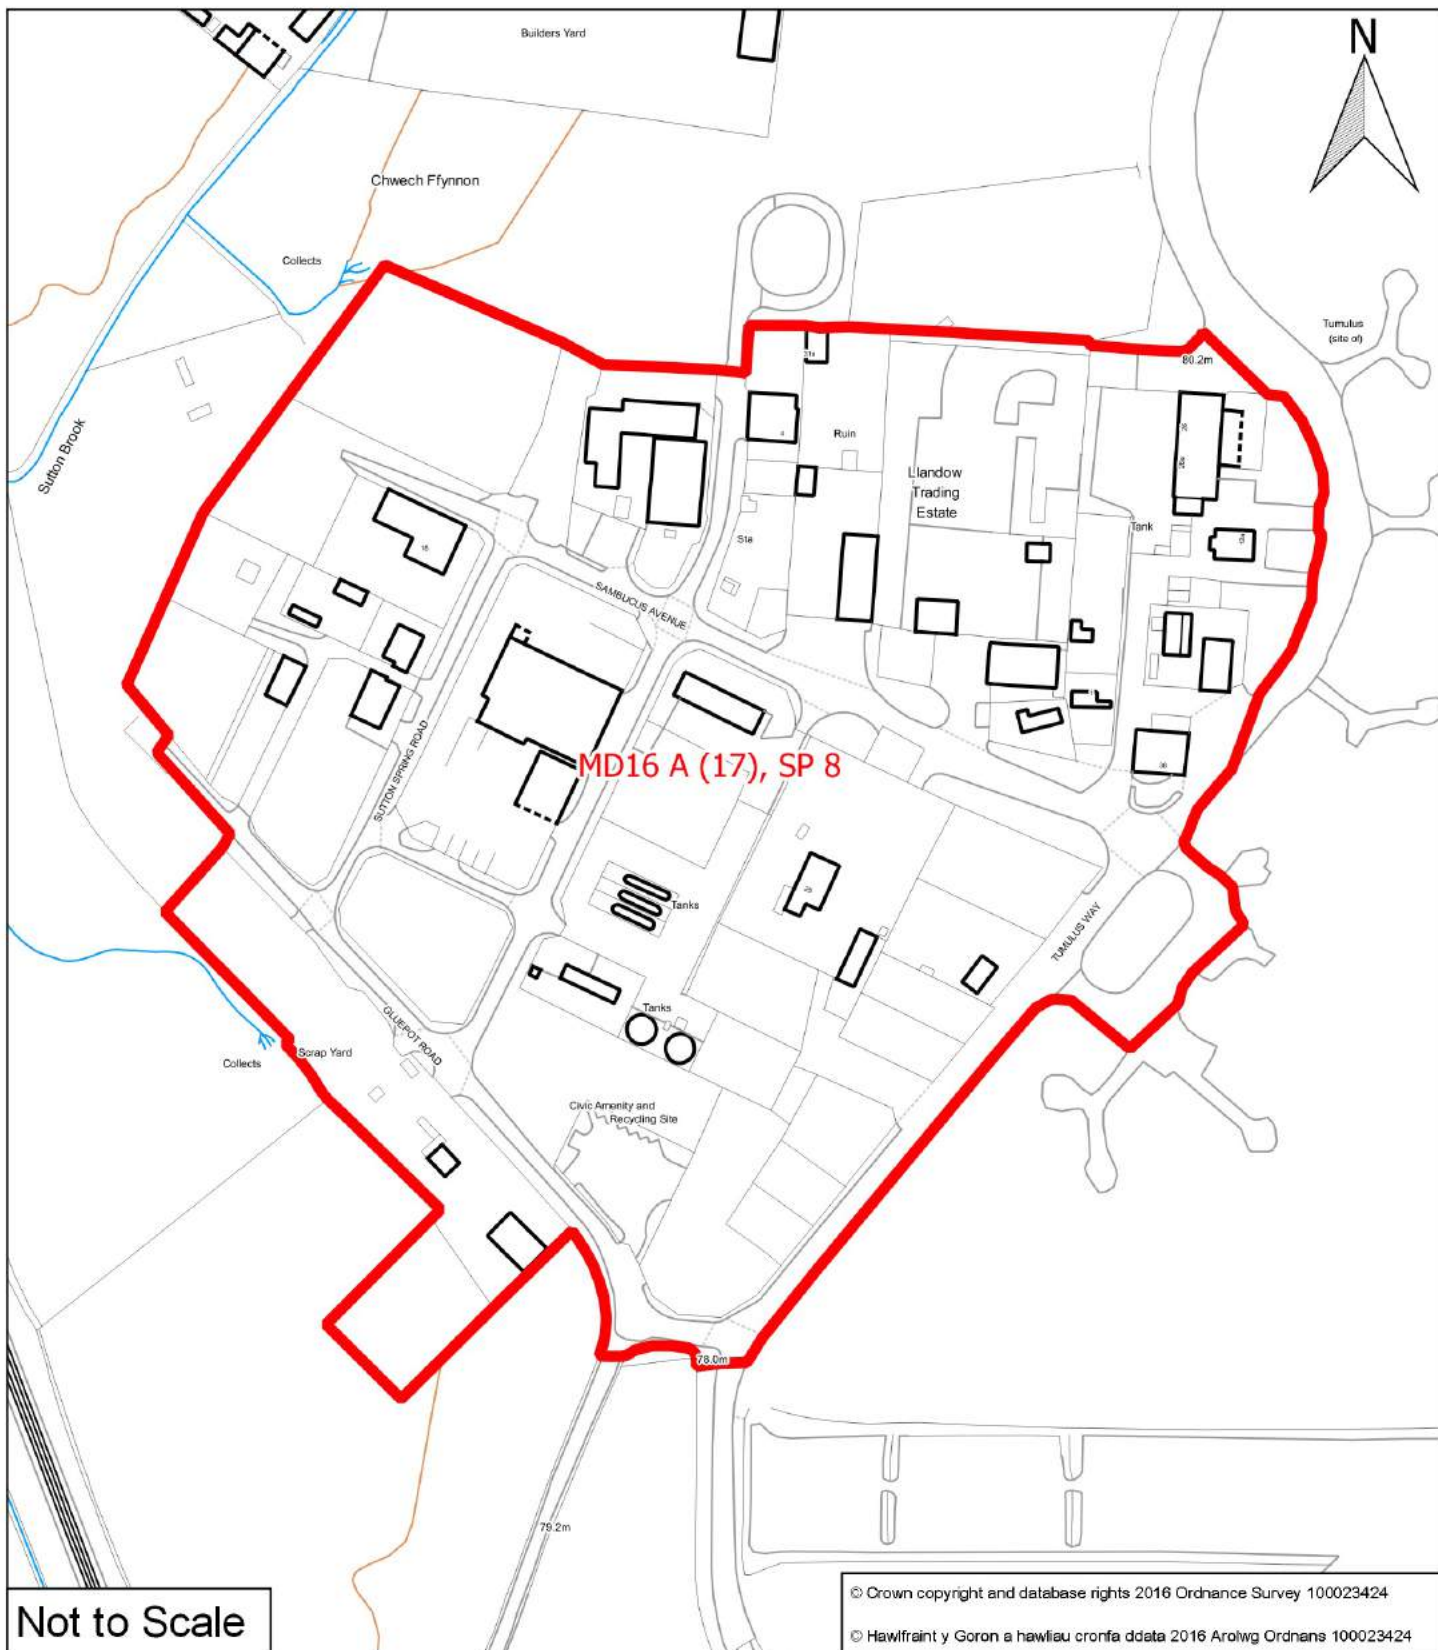 Builders Yard
N
Chwech Ffynnon
Collects
Tumulus
(site of)
80.2m
Sutton Brook
Ruin
Llandow
Trading
Estate
Tank
Sta
SAMBUCUS AVENUE
SUTTON SPRING ROAD
MD16 A (17), SP 8
Tanks
TUMULUS WAY
Tanks
GLUEPOT ROAD
Scrap Yard
Collects
Civic Amenity and
Recycling Site
78.0m
79.2m
Not to Scale
© Crown copyright and database rights 2016 Ordnance Survey 100023424
© Hawlfraint y Goron a hawliau cronfa ddata 2016 Arolwg Ordnans 100023424